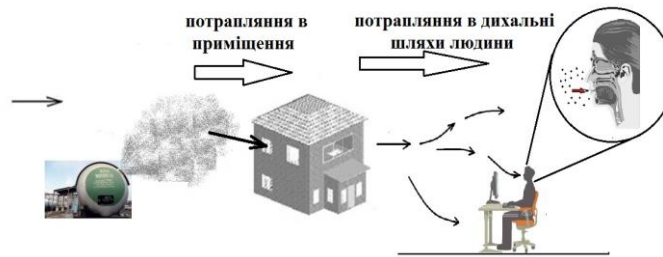 потрапляння в
приміщення
потрапляння в дихальні
шляхи людини